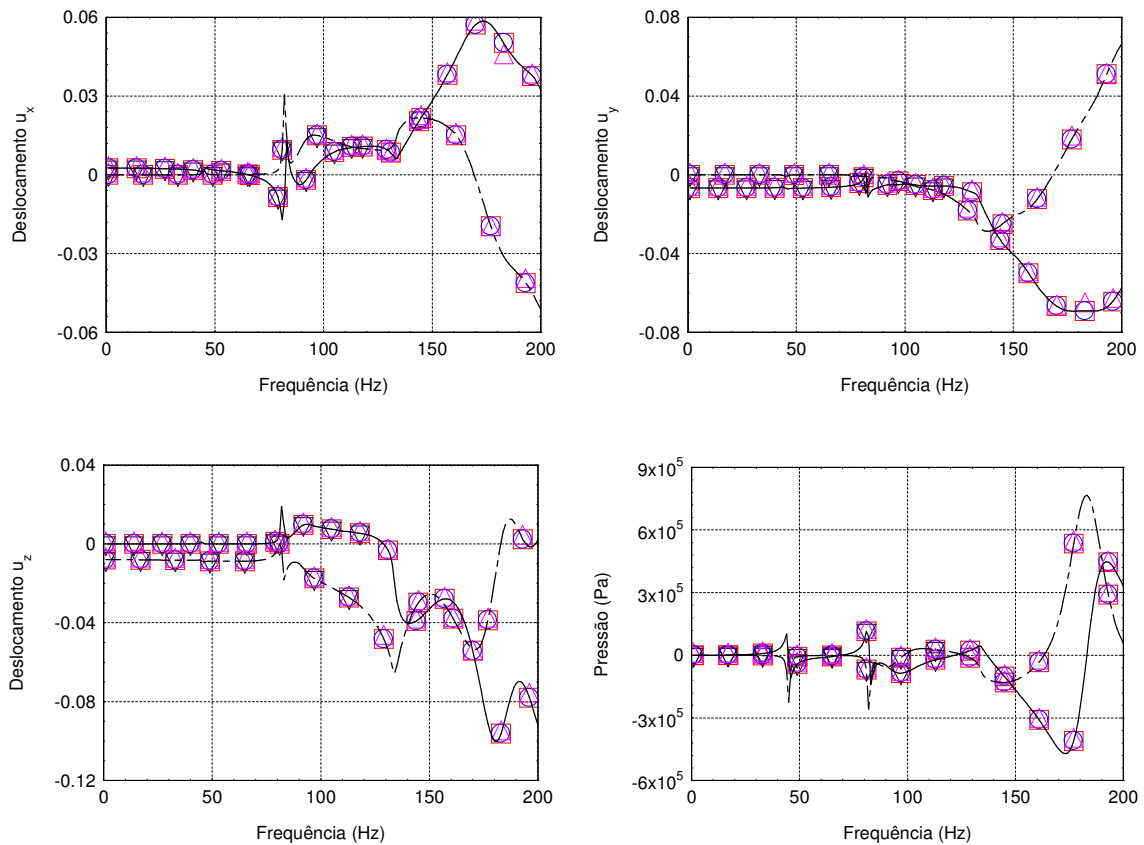 0.06
0.03
0
-0.03
-0.06
Deslocamento u_x
0 50 100 150 200
Frequência (Hz)
0.08
0.04
0
-0.04
-0.08
Deslocamento u_y
0 50 100 150 200
Frequência (Hz)
0.04
0
-0.04
-0.08
-0.12
Deslocamento u_z
0 50 100 150 200
Frequência (Hz)
9x10^5
6x10^5
3x10^5
0
-3x10^5
-6x10^5
Pressão (Pa)
0 50 100 150 200
Frequência (Hz)